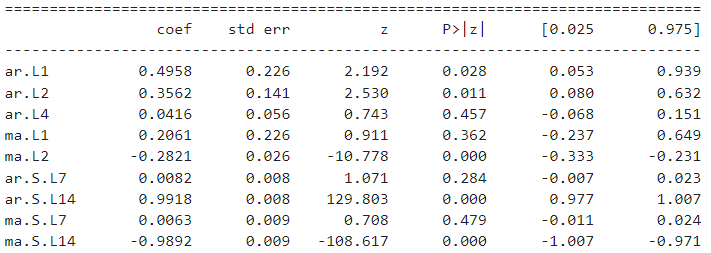 ==============================================================================
coef std err z P>|z| [0.025 0.975]
------------------------------------------------------------------------------
ar.L1 0.4958 0.226 2.192 0.028 0.053 0.939
ar.L2 0.3562 0.141 2.530 0.011 0.080 0.632
ar.L4 0.0416 0.056 0.743 0.457 -0.068 0.151
ma.L1 0.2061 0.226 0.911 0.362 -0.237 0.649
ma.L2 -0.2821 0.026 -10.778 0.000 -0.333 -0.231
ar.S.L7 0.0082 0.008 1.071 0.284 -0.007 0.023
ar.S.L14 0.9918 0.008 129.803 0.000 0.977 1.007
ma.S.L7 0.0063 0.009 0.708 0.479 -0.011 0.024
ma.S.L14 -0.9892 0.009 -108.617 0.000 -1.007 -0.971